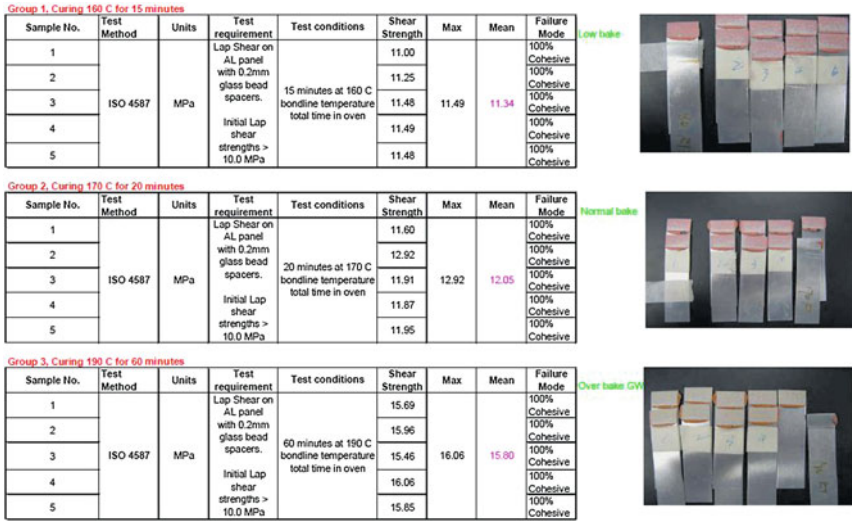 Group 1, Curing 160 C for 15 minutes
Sample No. Test Method Units Test requirement Test conditions Shear Strength Max Mean Failure Mode
Low bake
1 11.00 100% Cohesive
2 11.25 100% Cohesive
3 11.48 100% Cohesive
4 11.49 100% Cohesive
5 11.48 100% Cohesive
ISO 4587 MPa
Lap Shear on
AL panel
with 0.2mm
glass bead
spacers.
Initial Lap
shear
strengths >
10.0 MPa
15 minutes at 160 C
bondline temperature
total time in oven
11.49 11.34
Group 2, Curing 170 C for 20 minutes
Sample No. Test Method Units Test requirement Test conditions Shear Strength Max Mean Failure Mode
Normal bake
1 11.60 100% Cohesive
2 12.92 100% Cohesive
3 11.91 100% Cohesive
4 11.87 100% Cohesive
5 11.95 100% Cohesive
ISO 4587 MPa
Lap Shear on
AL panel
with 0.2mm
glass bead
spacers.
Initial Lap
shear
strengths >
10.0 MPa
20 minutes at 170 C
bondline temperature
total time in oven
12.92 12.05
Group 3, Curing 190 C for 60 minutes
Sample No. Test Method Units Test requirement Test conditions Shear Strength Max Mean Failure Mode
Over bake GW
1 15.69 100% Cohesive
2 15.96 100% Cohesive
3 15.46 100% Cohesive
4 16.06 100% Cohesive
5 15.85 100% Cohesive
ISO 4587 MPa
Lap Shear on
AL panel
with 0.2mm
glass bead
spacers.
Initial Lap
shear
strengths >
10.0 MPa
60 minutes at 190 C
bondline temperature
total time in oven
16.06 15.80